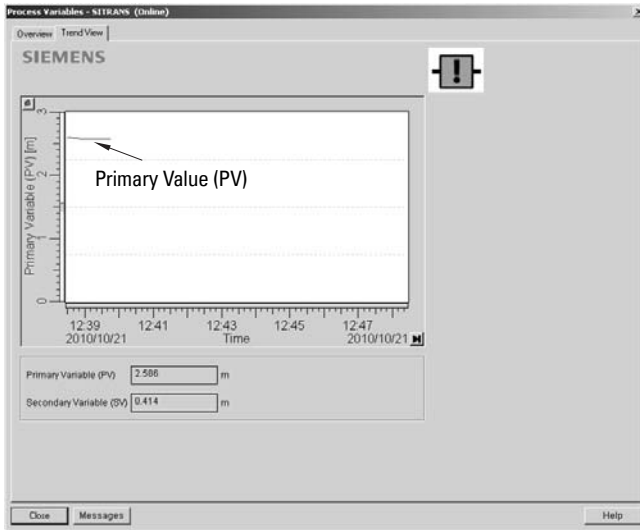 Process Variables - SITRANS (Online)
Overview
Trend View
SIEMENS
!
3
2
1
0
Primary Variable (PV) [m]
Primary Value (PV)
12:39
12:41
12:43
12:45
12:47
2010/10/21
Time
2010/10/21
Primary Variable (PV) 2.586 m
Secondary Variable (SV) 0.414 m
Close
Messages
Help